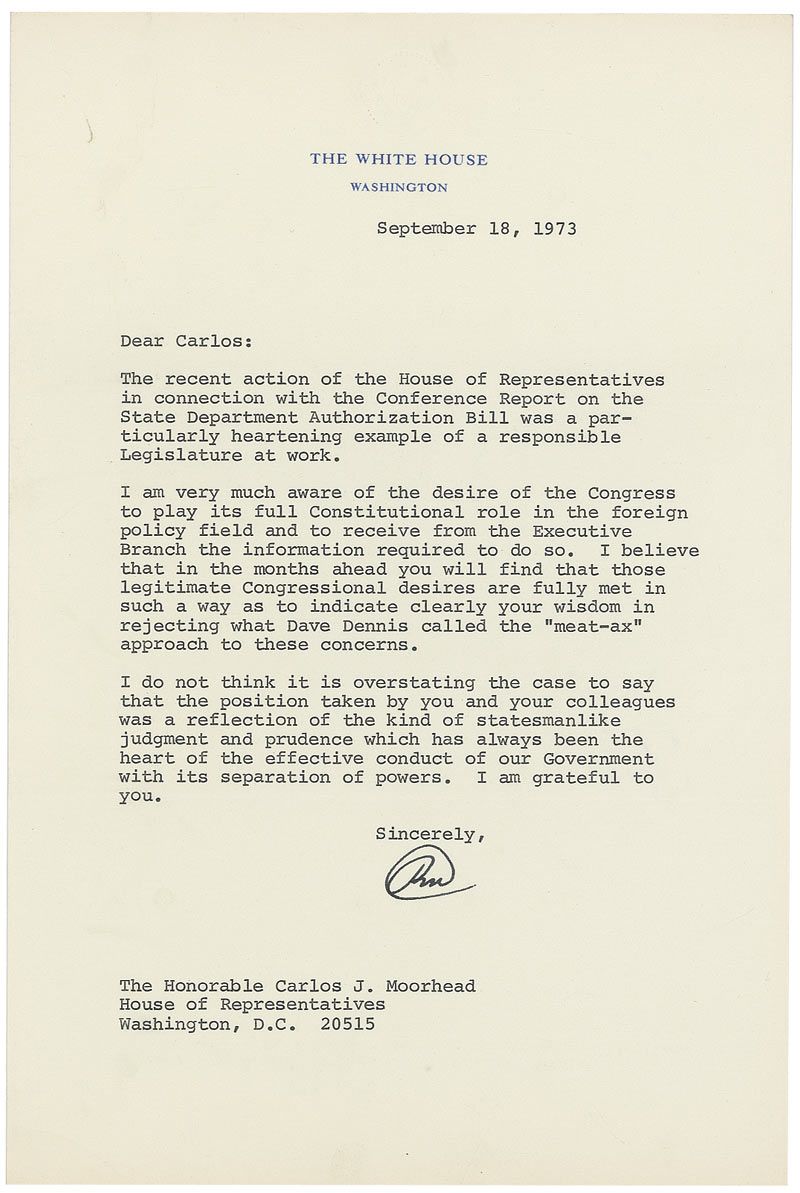 THE WHITE HOUSE
WASHINGTON
September 18, 1973
Dear Carlos:
The recent action of the House of Representatives
in connection with the Conference Report on the
State Department Authorization Bill was a par-
ticularly heartening example of a responsible
Legislature at work.
I am very much aware of the desire of the Congress
to play its full Constitutional role in the foreign
policy field and to receive from the Executive
Branch the information required to do so.  I believe
that in the months ahead you will find that those
legitimate Congressional desires are fully met in
such a way as to indicate clearly your wisdom in
rejecting what Dave Dennis called the "meat-ax"
approach to these concerns.
I do not think it is overstating the case to say
that the position taken by you and your colleagues
was a reflection of the kind of statesmanlike
judgment and prudence which has always been the
heart of the effective conduct of our Government
with its separation of powers.  I am grateful to
you.
Sincerely,
The Honorable Carlos J. Moorhead
House of Representatives
Washington, D.C.  20515